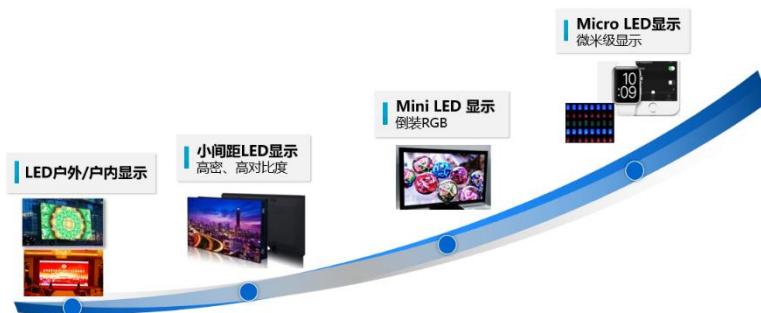 LED户外/户内显示
小间距LED显示
高密、高对比度
Mini LED 显示
倒装RGB
Micro LED显示
微米级显示
10
:09